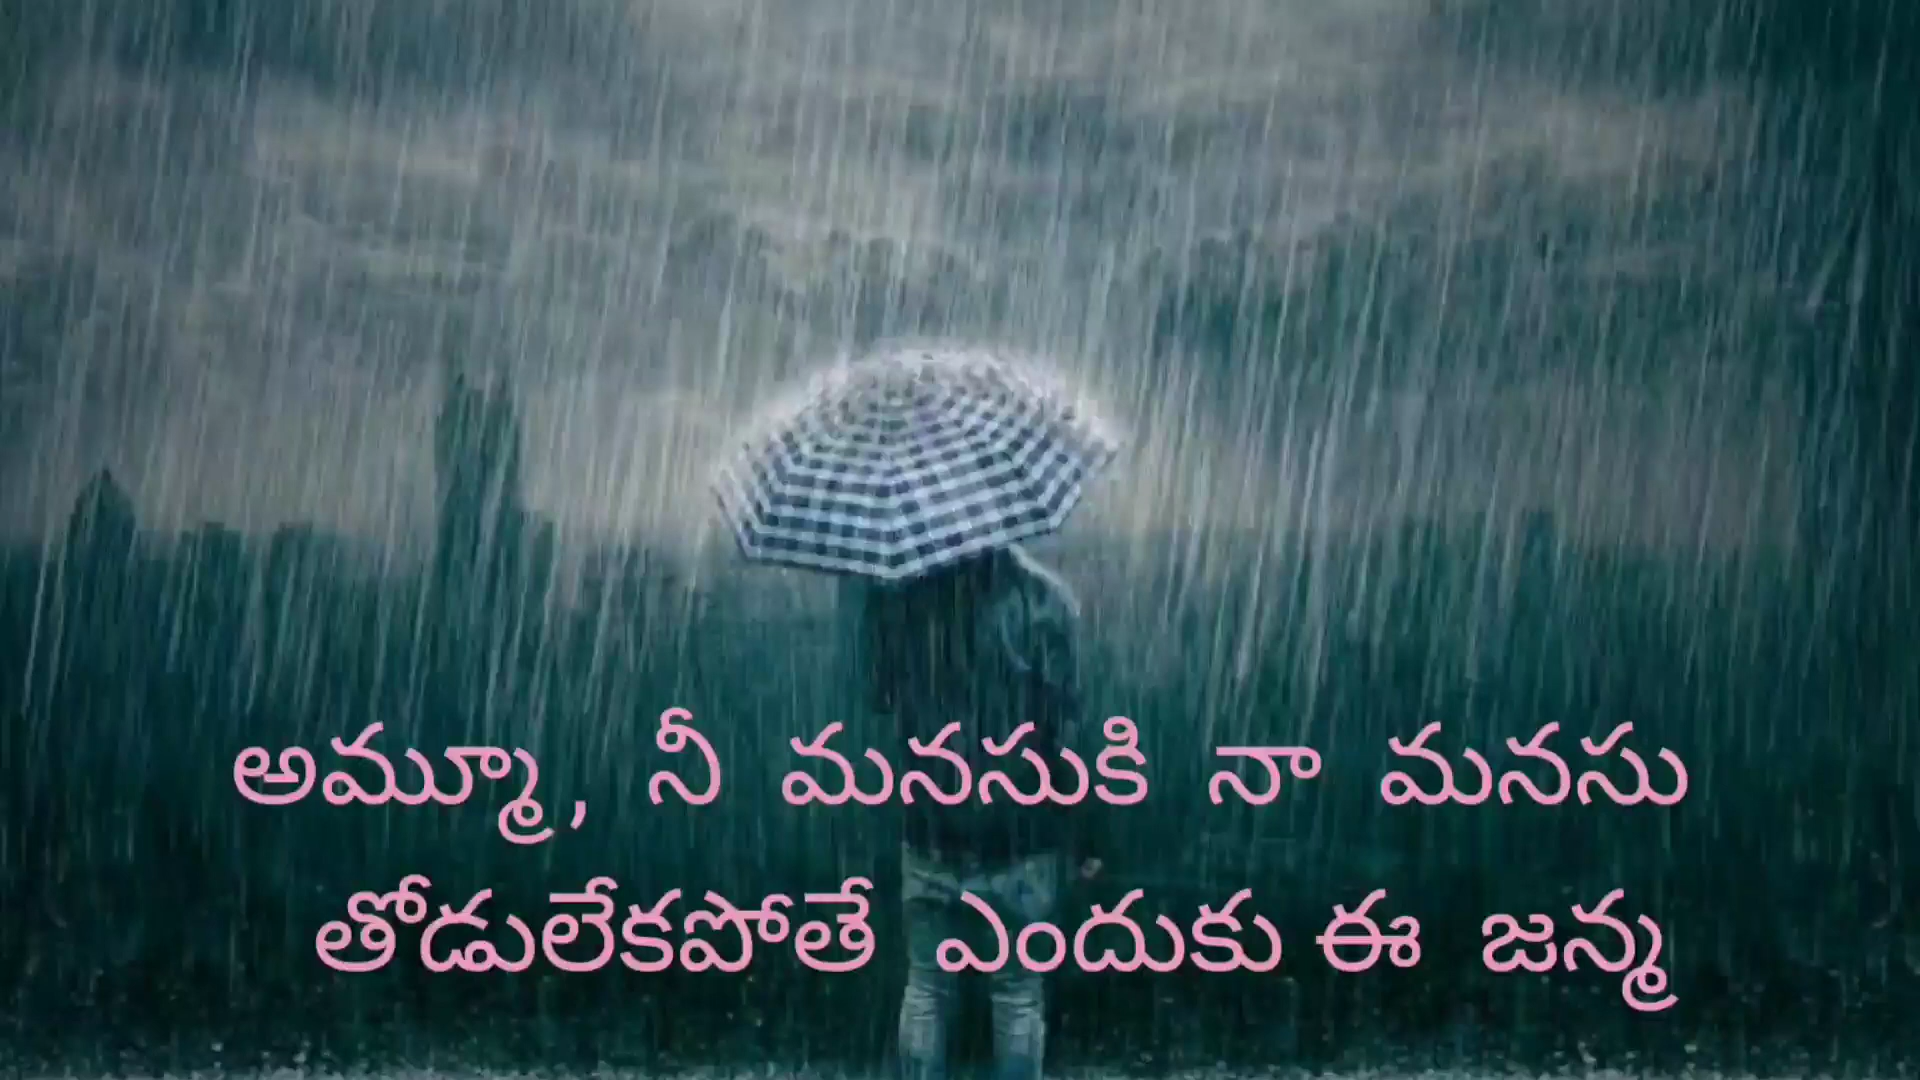 అమ్మూ, నీ మనసుకి నా మనసు
తోడులేకపోతే ఎందుకు ఈ జన్మ